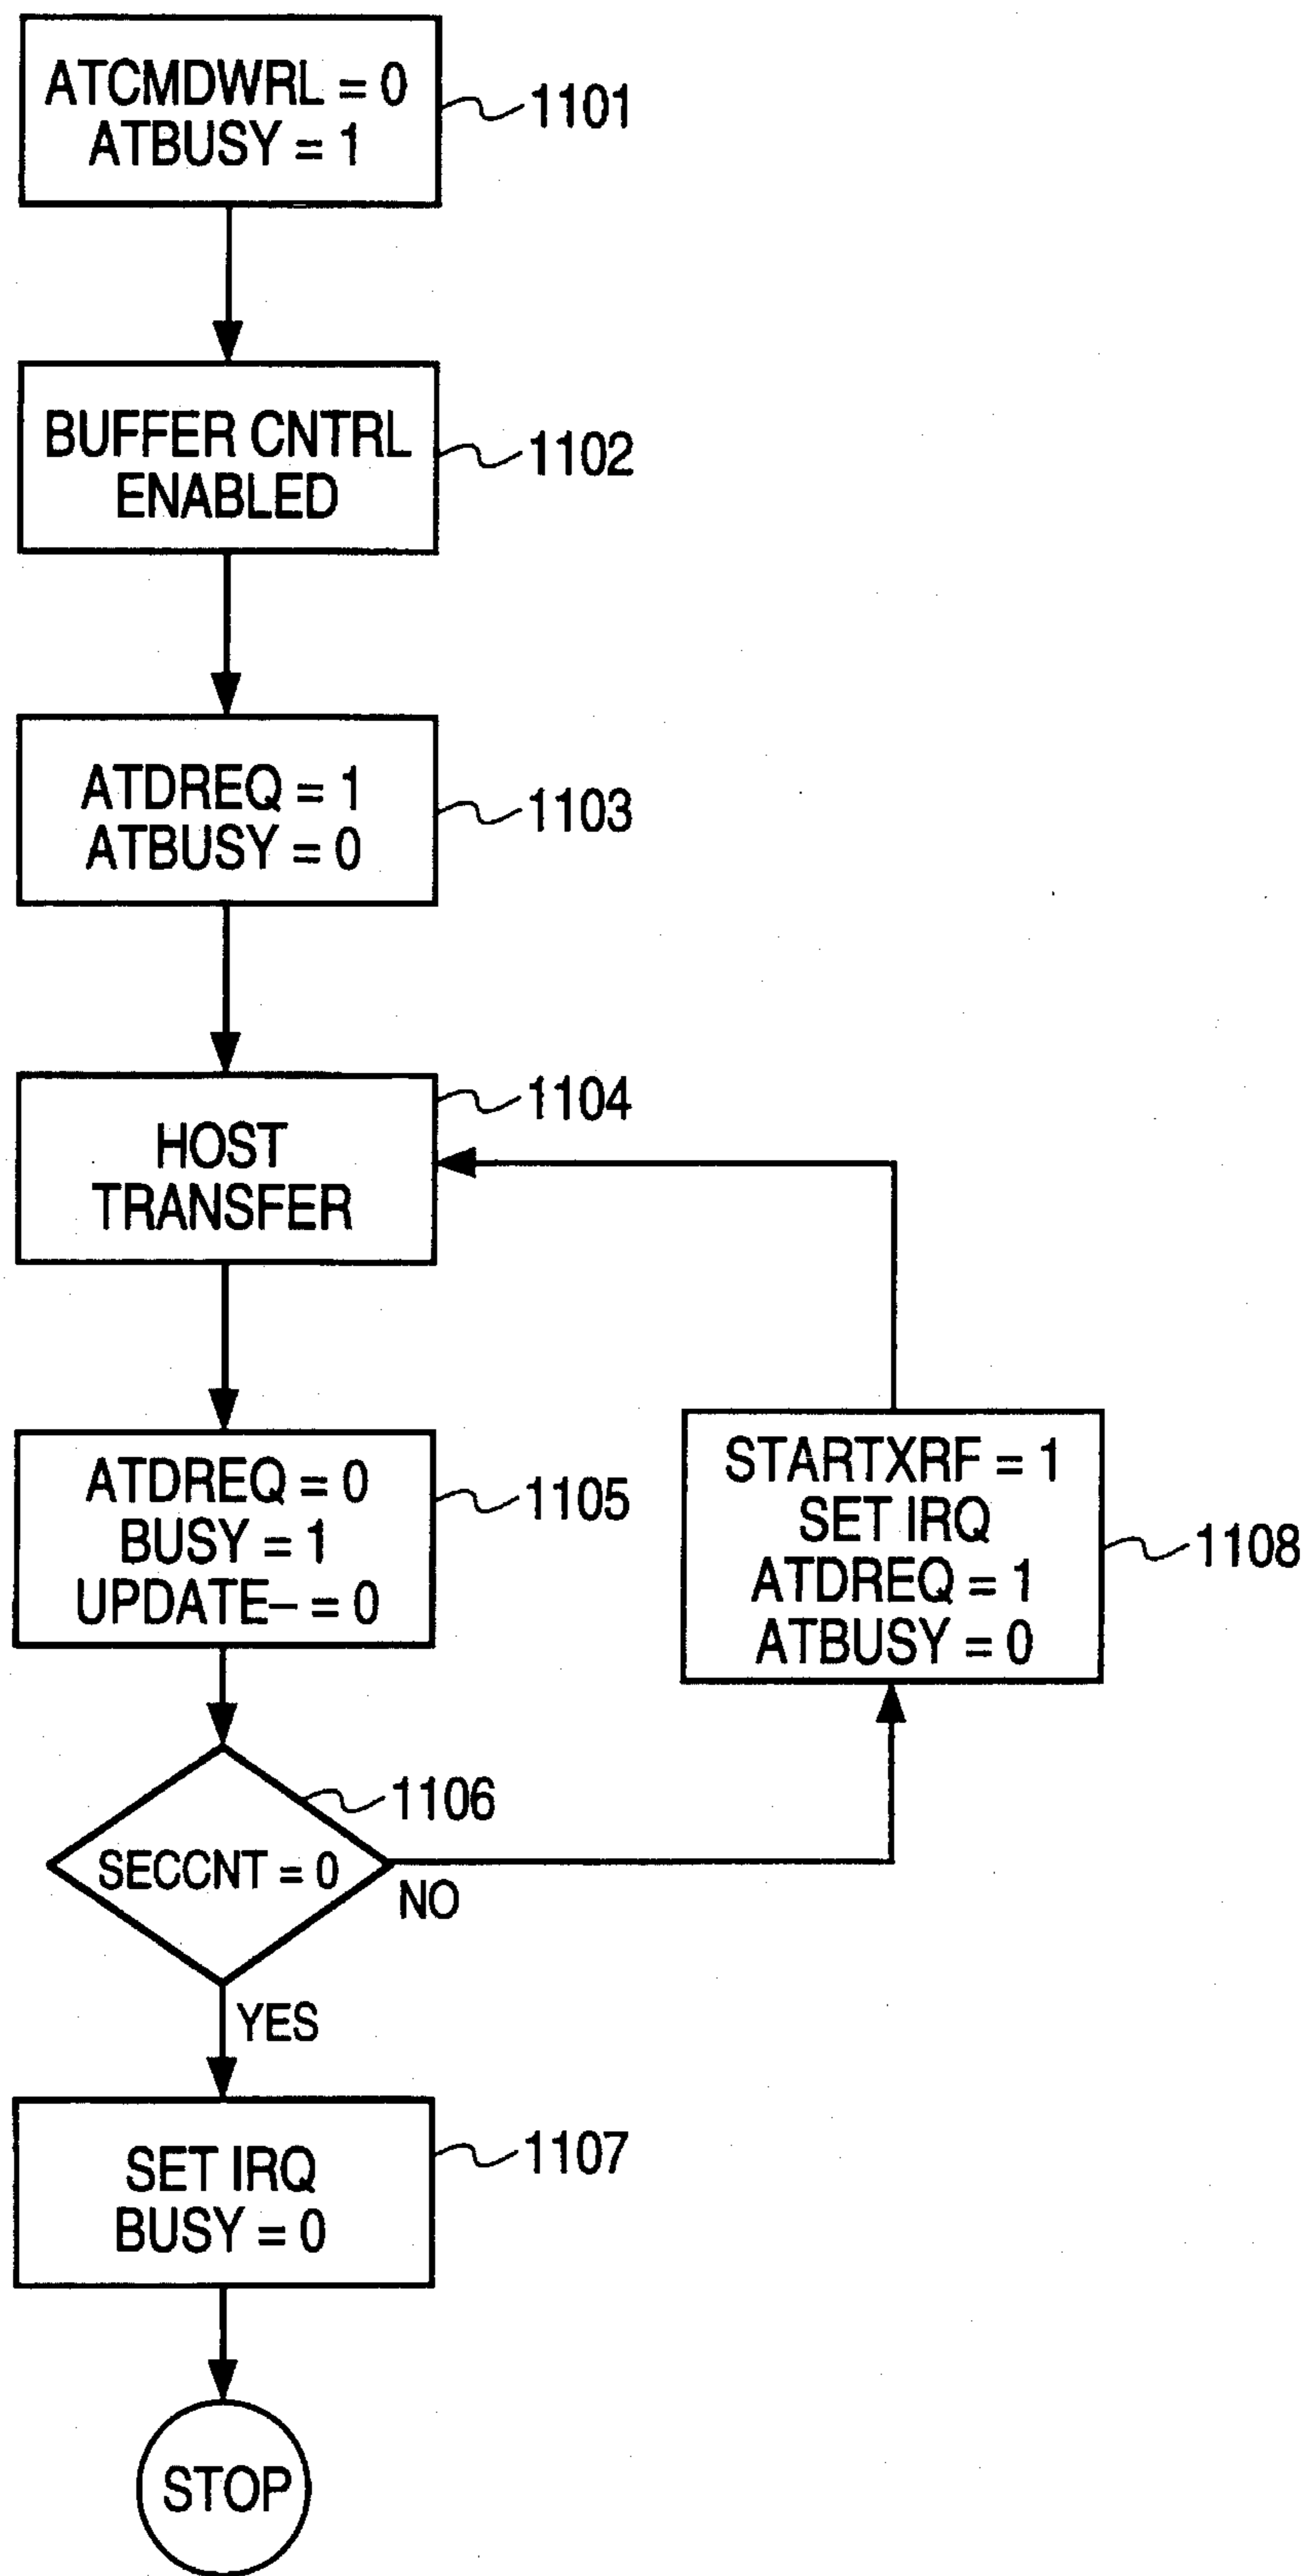 ATCMDWRL = 0
ATBUSY = 1
1101
BUFFER CNTRL
ENABLED
1102
ATDREQ = 1
ATBUSY = 0
1103
1104
HOST
TRANSFER
ATDREQ = 0
BUSY = 1
UPDATE– = 0
1105
STARTXRF = 1
SET IRQ
ATDREQ = 1
ATBUSY = 0
1108
1106
SECCNT = 0
NO
YES
SET IRQ
BUSY = 0
1107
STOP